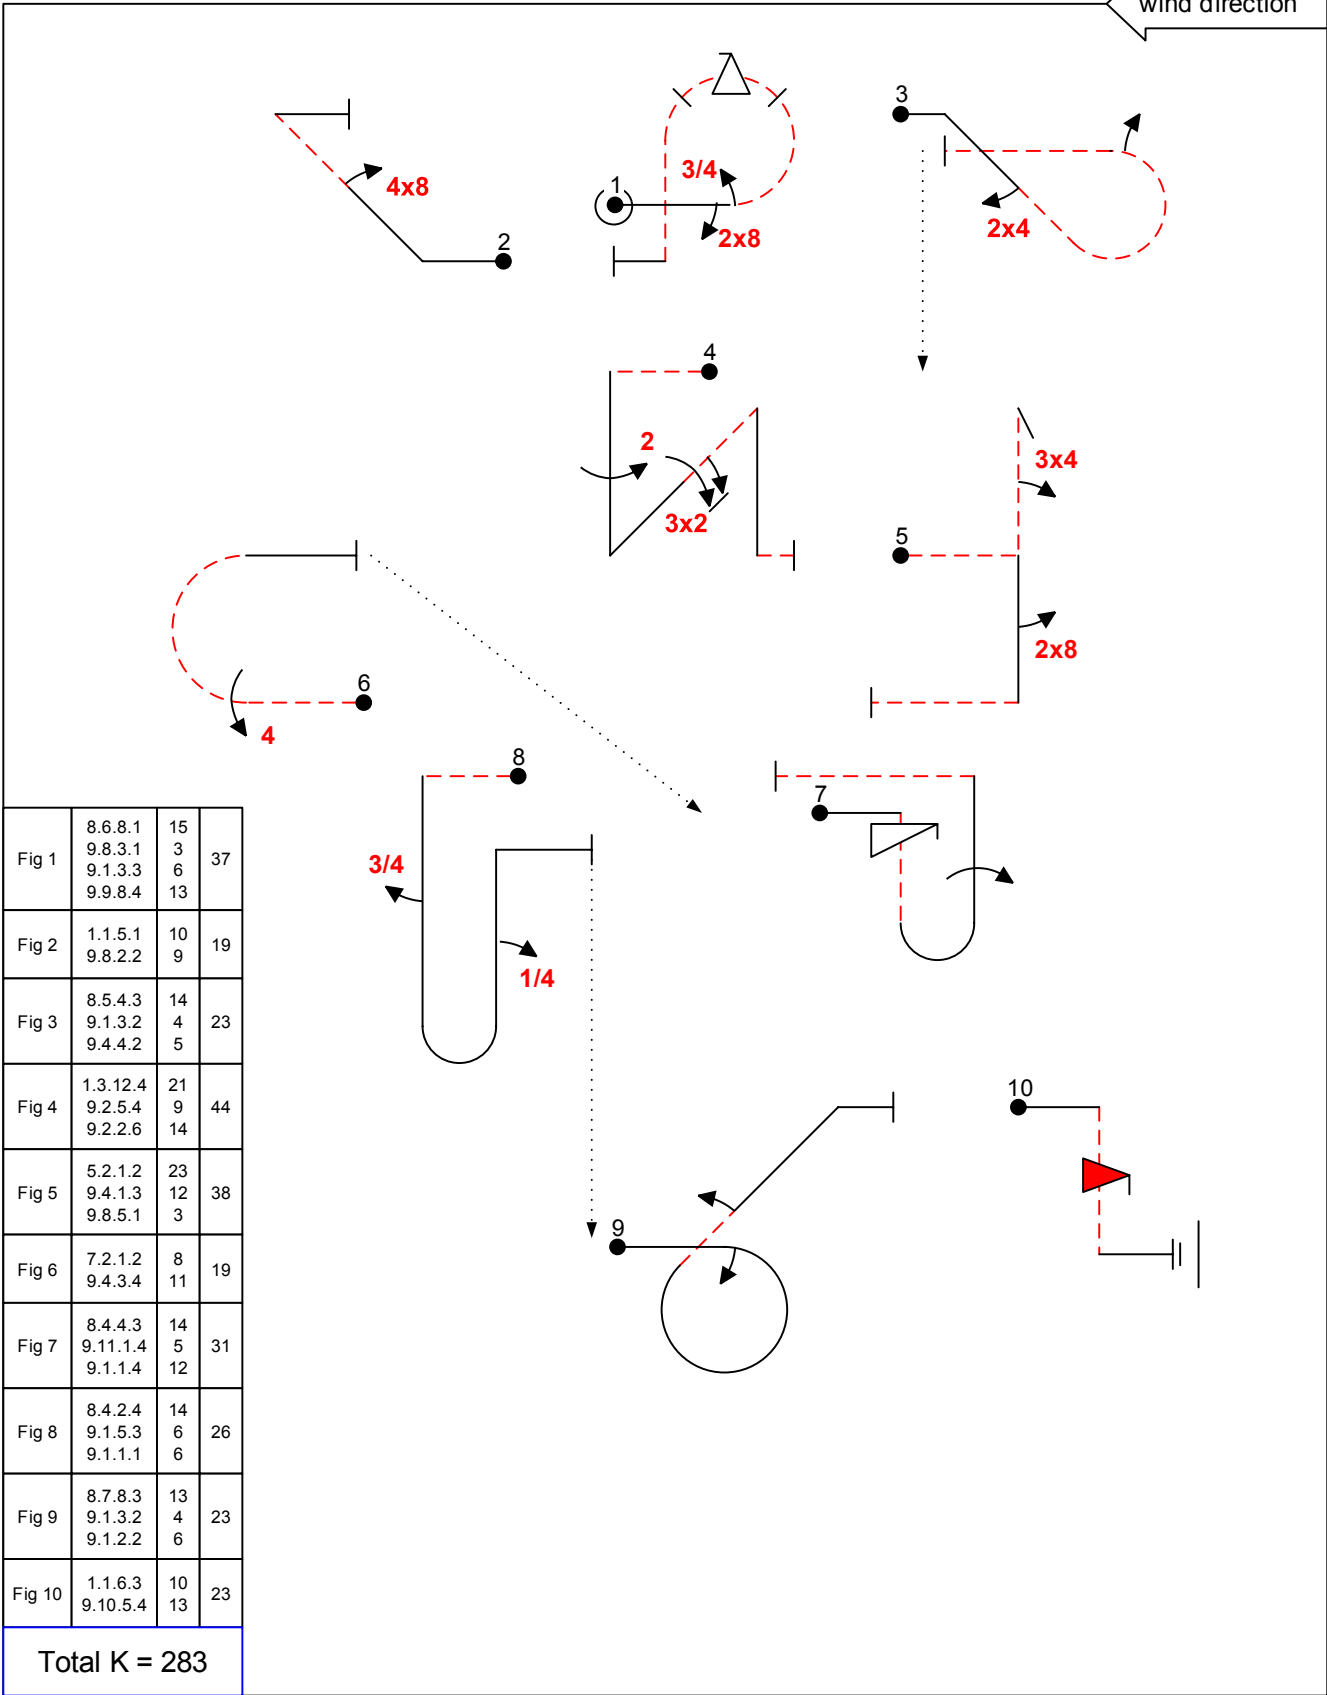 wind direction
3
1
3/4
4x8
2x8
2
2x4
4
2
3x2
3x4
5
2x8
6
4
8
7
3/4
1/4
10
9
Fig 1 8.6.8.1 15 37
9.8.3.1 3
9.1.3.3 6
9.9.8.4 13
Fig 2 1.1.5.1 10 19
9.8.2.2 9
Fig 3 8.5.4.3 14 23
9.1.3.2 4
9.4.4.2 5
Fig 4 1.3.12.4 21 44
9.2.5.4 9
9.2.2.6 14
Fig 5 5.2.1.2 23 38
9.4.1.3 12
9.8.5.1 3
Fig 6 7.2.1.2 8 19
9.4.3.4 11
Fig 7 8.4.4.3 14 31
9.11.1.4 5
9.1.1.4 12
Fig 8 8.4.2.4 14 26
9.1.5.3 6
9.1.1.1 6
Fig 9 8.7.8.3 13 23
9.1.3.2 4
9.1.2.2 6
Fig 10 1.1.6.3 10 23
9.10.5.4 13
Total K = 283